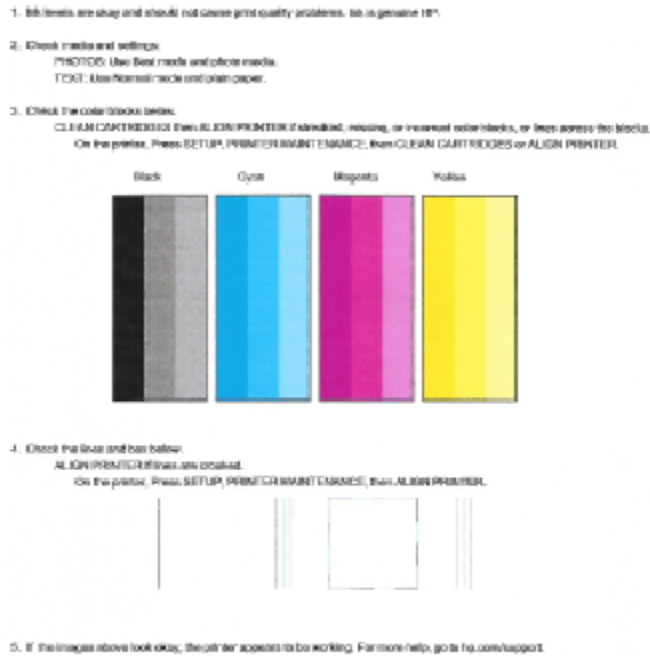 1. Ink levels are okay and should not cause print quality problems. Ink is genuine HP.
2. Check media and settings:
PHOTOS: Use Best mode and photo media.
TEXT: Use Normal mode and plain paper.
3. Check the color blocks below.
CLEAN CARTRIDGES then ALIGN PRINTER if streaked, missing, or incorrect color blocks, or lines across the blocks.
On the printer, Press SETUP, PRINTER MAINTENANCE, then CLEAN CARTRIDGES or ALIGN PRINTER.
Black Cyan Magenta Yellow
4. Check the lines and box below.
ALIGN PRINTER if lines are crooked.
On the printer, Press SETUP, PRINTER MAINTENANCE, then ALIGN PRINTER.
5. If the images above look okay, the printer appears to be working. For more help, go to hp.com/support.